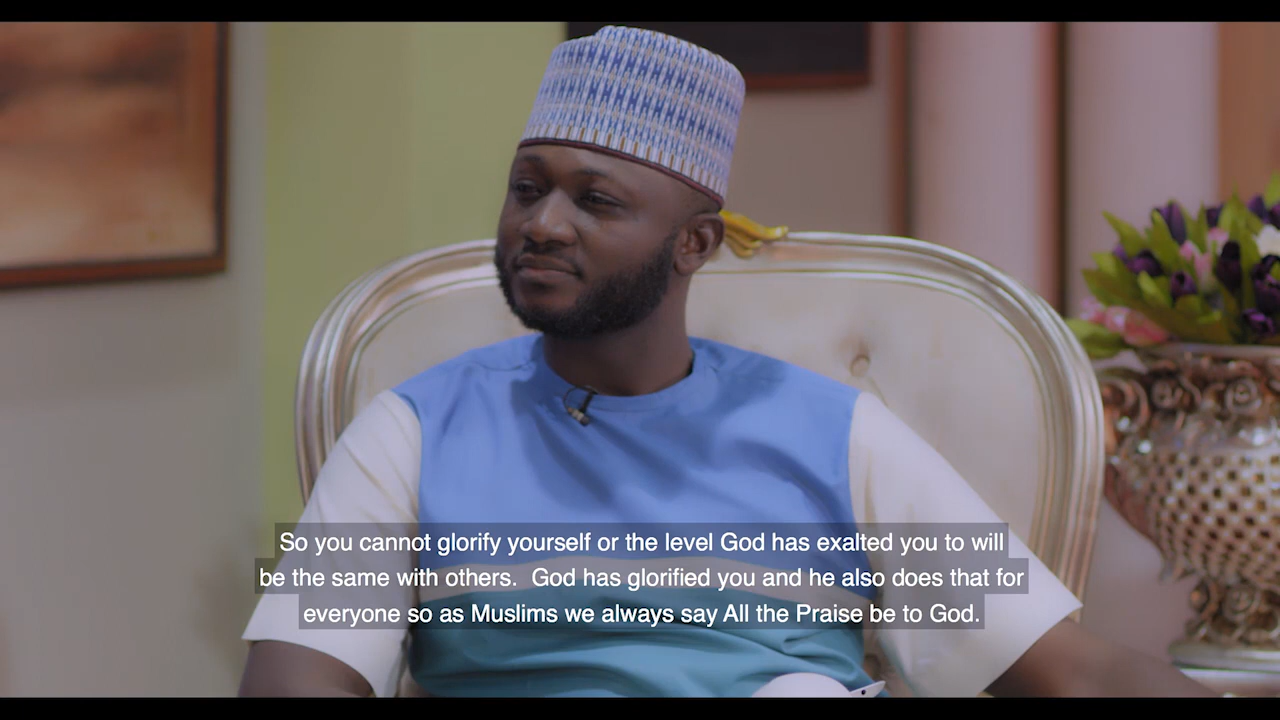 So you cannot glorify yourself or the level God has exalted you to will
be the same with others.  God has glorified you and he also does that for
everyone so as Muslims we always say All the Praise be to God.